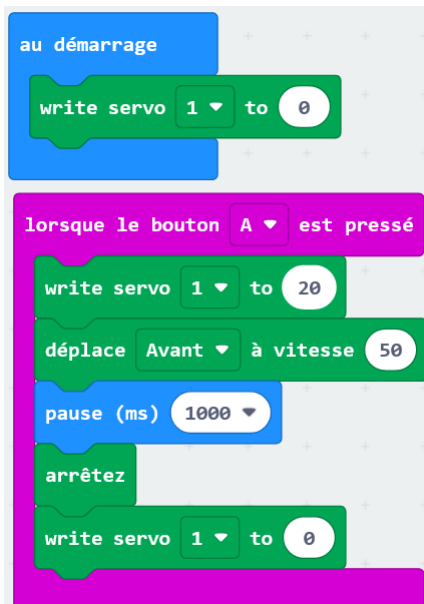 au démarrage
write servo 1 to 0
lorsque le bouton A est pressé
write servo 1 to 20
déplace Avant à vitesse 50
pause (ms) 1000
arrêtez
write servo 1 to 0